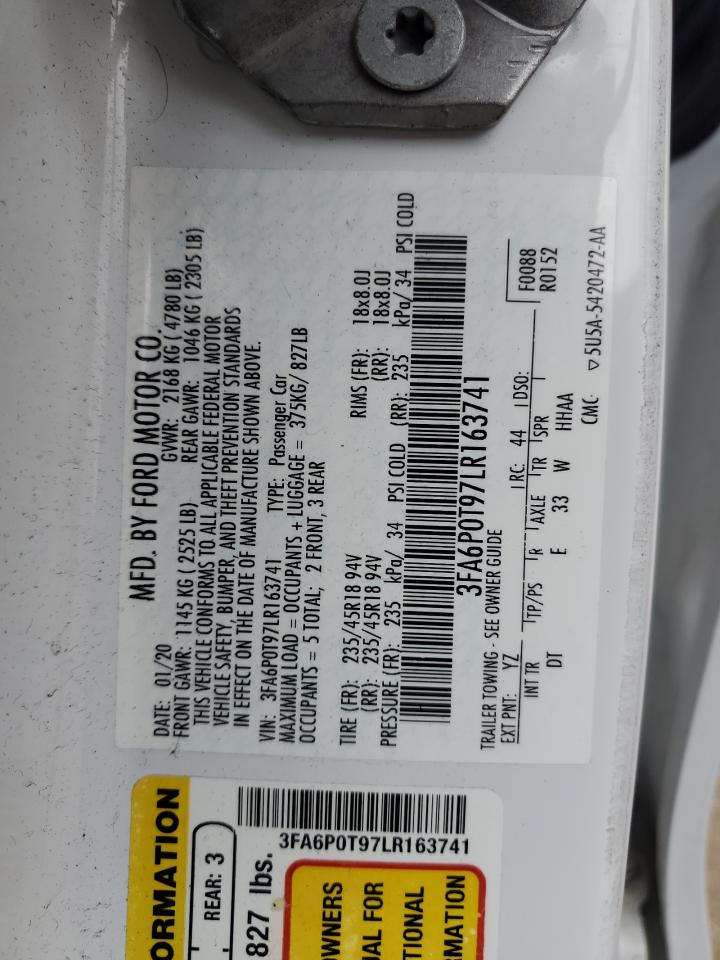 MFD. BY FORD MOTOR CO.
DATE: 01/20 GVWR: 2168 KG ( 4780 LB)
FRONT GAWR: 1145 KG ( 2525 LB) REAR GAWR: 1046 KG ( 2305 LB)
THIS VEHICLE CONFORMS TO ALL APPLICABLE FEDERAL MOTOR
VEHICLE SAFETY, BUMPER, AND THEFT PREVENTION STANDARDS
IN EFFECT ON THE DATE OF MANUFACTURE SHOWN ABOVE.
VIN: 3FA6P0T97LR163741 TYPE: Passenger Car
MAXIMUM LOAD = OCCUPANTS + LUGGAGE = 375KG/ 827LB
OCCUPANTS = 5 TOTAL; 2 FRONT, 3 REAR
TIRE (FR): 235/45R18 94V RIMS (FR): 18x8.0J
(RR): 235/45R18 94V (RR): 18x8.0J
PRESSURE (FR): 235 kPa/ 34 PSI COLD (RR): 235 kPa/ 34 PSI COLD
3FA6P0T97LR163741
TRAILER TOWING - SEE OWNER GUIDE
EXT PNT: YZ RC: 44 DSO: F0088
R0152
INT TR TP/PS R AXLE TR SPR
DT E 33 W HHAA
CMC ▽5U5A-5420472-AA
ORMATION
REAR: 3
827 lbs.
3FA6P0T97LR163741
OWNERS
AL FOR
TIONAL
MATION